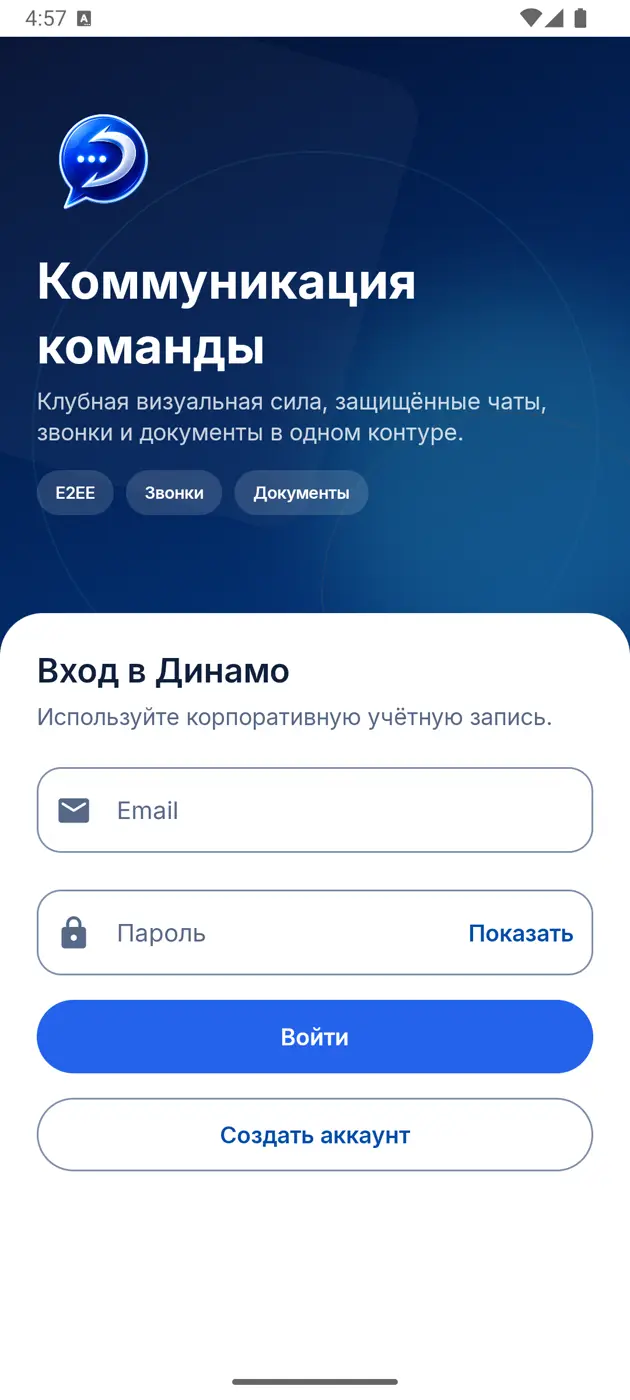 4:57 A
Коммуникация
команды
Клубная визуальная сила, защищённые чаты,
звонки и документы в одном контуре.
E2EE Звонки Документы
Вход в Динамо
Используйте корпоративную учётную запись.
Email
Пароль Показать
Войти
Создать аккаунт